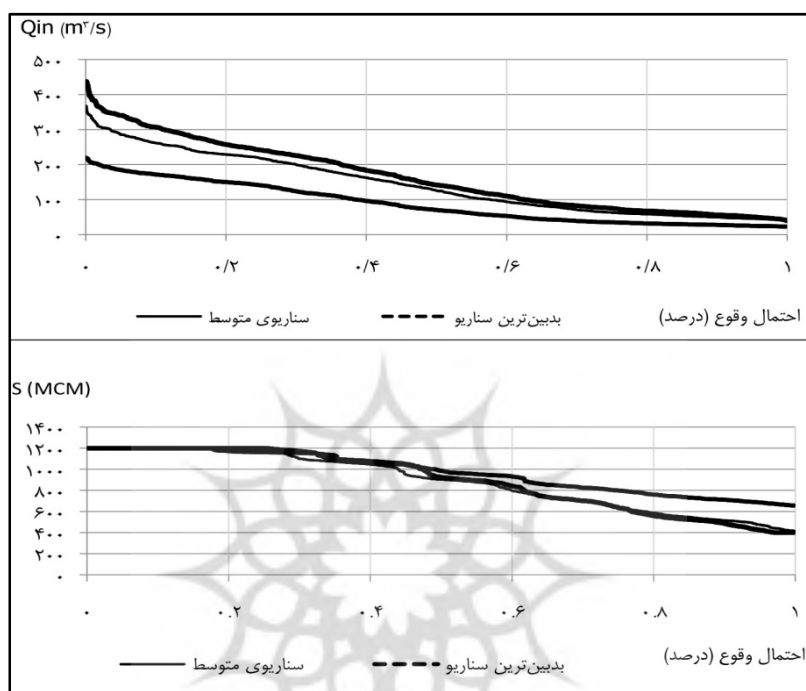 Qin (m³/s)
۵۰۰
۴۰۰
۳۰۰
۲۰۰
۱۰۰
۰
۰ ۰/۲ ۰/۴ ۰/۶ ۰/۸ ۱
احتمال وقوع (درصد) بدبین‌ترین سناریو سناریوی متوسط
S (MCM)
۱۴۰۰
۱۲۰۰
۱۰۰۰
۸۰۰
۶۰۰
۴۰۰
۲۰۰
۰
۰ ۰.۲ ۰.۴ ۰.۶ ۰.۸ ۱
احتمال وقوع (درصد) بدبین‌ترین سناریو سناریوی متوسط